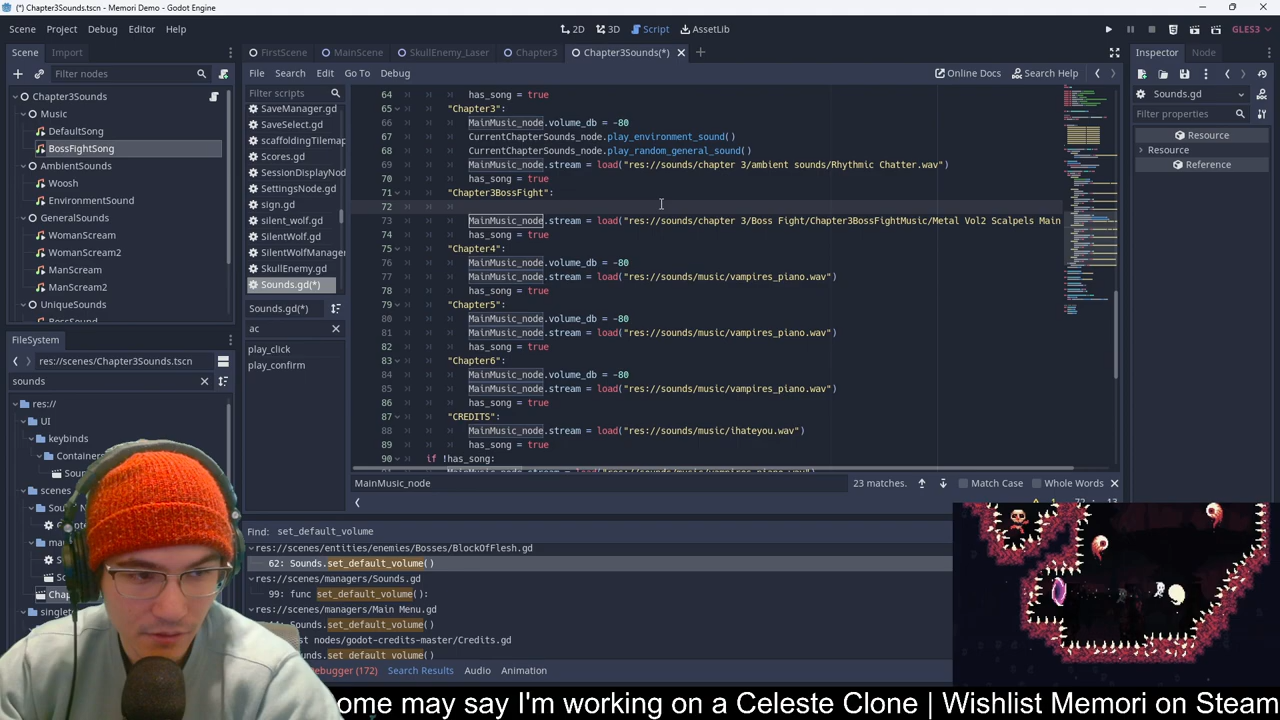 (*) Chapter3Sounds.tscn - Memori Demo - Godot Engine
Scene Project Debug Editor Help
2D 3D Script AssetLib
GLES3
Scene Import
FirstScene MainScene SkullEnemy_Laser Chapter3 Chapter3Sounds(*)
Inspector Node
Filter nodes
File Search Edit Go To Debug
Online Docs Search Help
Chapter3Sounds
Music
DefaultSong
BossFightSong
AmbientSounds
Woosh
EnvironmentSound
GeneralSounds
WomanScream
WomanScream2
ManScream
ManScream2
UniqueSounds
BossSound
FileSystem
res://scenes/Chapter3Sounds.tscn
sounds
res://
UI
keybinds
Containers
scenes
Filter scripts
SaveManager.gd
SaveSelect.gd
scaffoldingTilemap
Scores.gd
SessionDisplayNod
SettingsNode.gd
sign.gd
silent_wolf.gd
SilentWolf.gd
SilentWolfManager
SkullEnemy.gd
Sounds.gd(*)
Sounds.gd(*)
ac
play_click
play_confirm
64 has_song = true
65 "Chapter3":
MainMusic_node.volume_db = -80
67 CurrentChapterSounds_node.play_environment_sound()
68 CurrentChapterSounds_node.play_random_general_sound()
MainMusic_node.stream = load("res://sounds/chapter 3/ambient sounds/Rhythmic Chatter.wav")
70 has_song = true
71 "Chapter3BossFight":
MainMusic_node.stream = load("res://sounds/chapter 3/Boss Fight/Chapter3BossFightMusic/Metal Vol2 Scalpels Main
74 has_song = true
75 "Chapter4":
MainMusic_node.volume_db = -80
MainMusic_node.stream = load("res://sounds/music/vampires_piano.wav")
78 has_song = true
79 "Chapter5":
80 MainMusic_node.volume_db = -80
81 MainMusic_node.stream = load("res://sounds/music/vampires_piano.wav")
82 has_song = true
83 "Chapter6":
84 MainMusic_node.volume_db = -80
85 MainMusic_node.stream = load("res://sounds/music/vampires_piano.wav")
86 has_song = true
87 "CREDITS":
88 MainMusic_node.stream = load("res://sounds/music/ihateyou.wav")
89 has_song = true
90 if !has_song:
MainMusic_node 23 matches. Match Case Whole Words
Find: set_default_volume
res://scenes/entities/enemies/Bosses/BlockOfFlesh.gd
62: Sounds.set_default_volume()
res://scenes/managers/Sounds.gd
99: func set_default_volume():
res://scenes/managers/Main Menu.gd
set_default_volume()
nodes/godot-credits-master/Credits.gd
set_default_volume()
Debugger (172) Search Results Audio Animation
Sounds.gd
Filter properties
Resource
Resource
Reference
ome may say I'm working on a Celeste Clone | Wishlist Memori on Steam